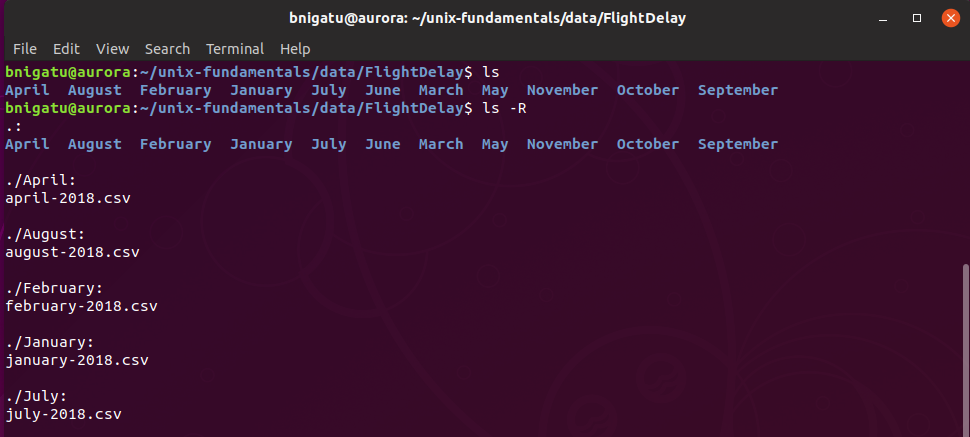 bnigatu@aurora: ~/unix-fundamentals/data/FlightDelay
File Edit View Search Terminal Help
bnigatu@aurora:~/unix-fundamentals/data/FlightDelay$ ls
April August February January July June March May November October September
bnigatu@aurora:~/unix-fundamentals/data/FlightDelay$ ls -R
.:
April August February January July June March May November October September
./April:
april-2018.csv
./August:
august-2018.csv
./February:
february-2018.csv
./January:
january-2018.csv
./July:
july-2018.csv